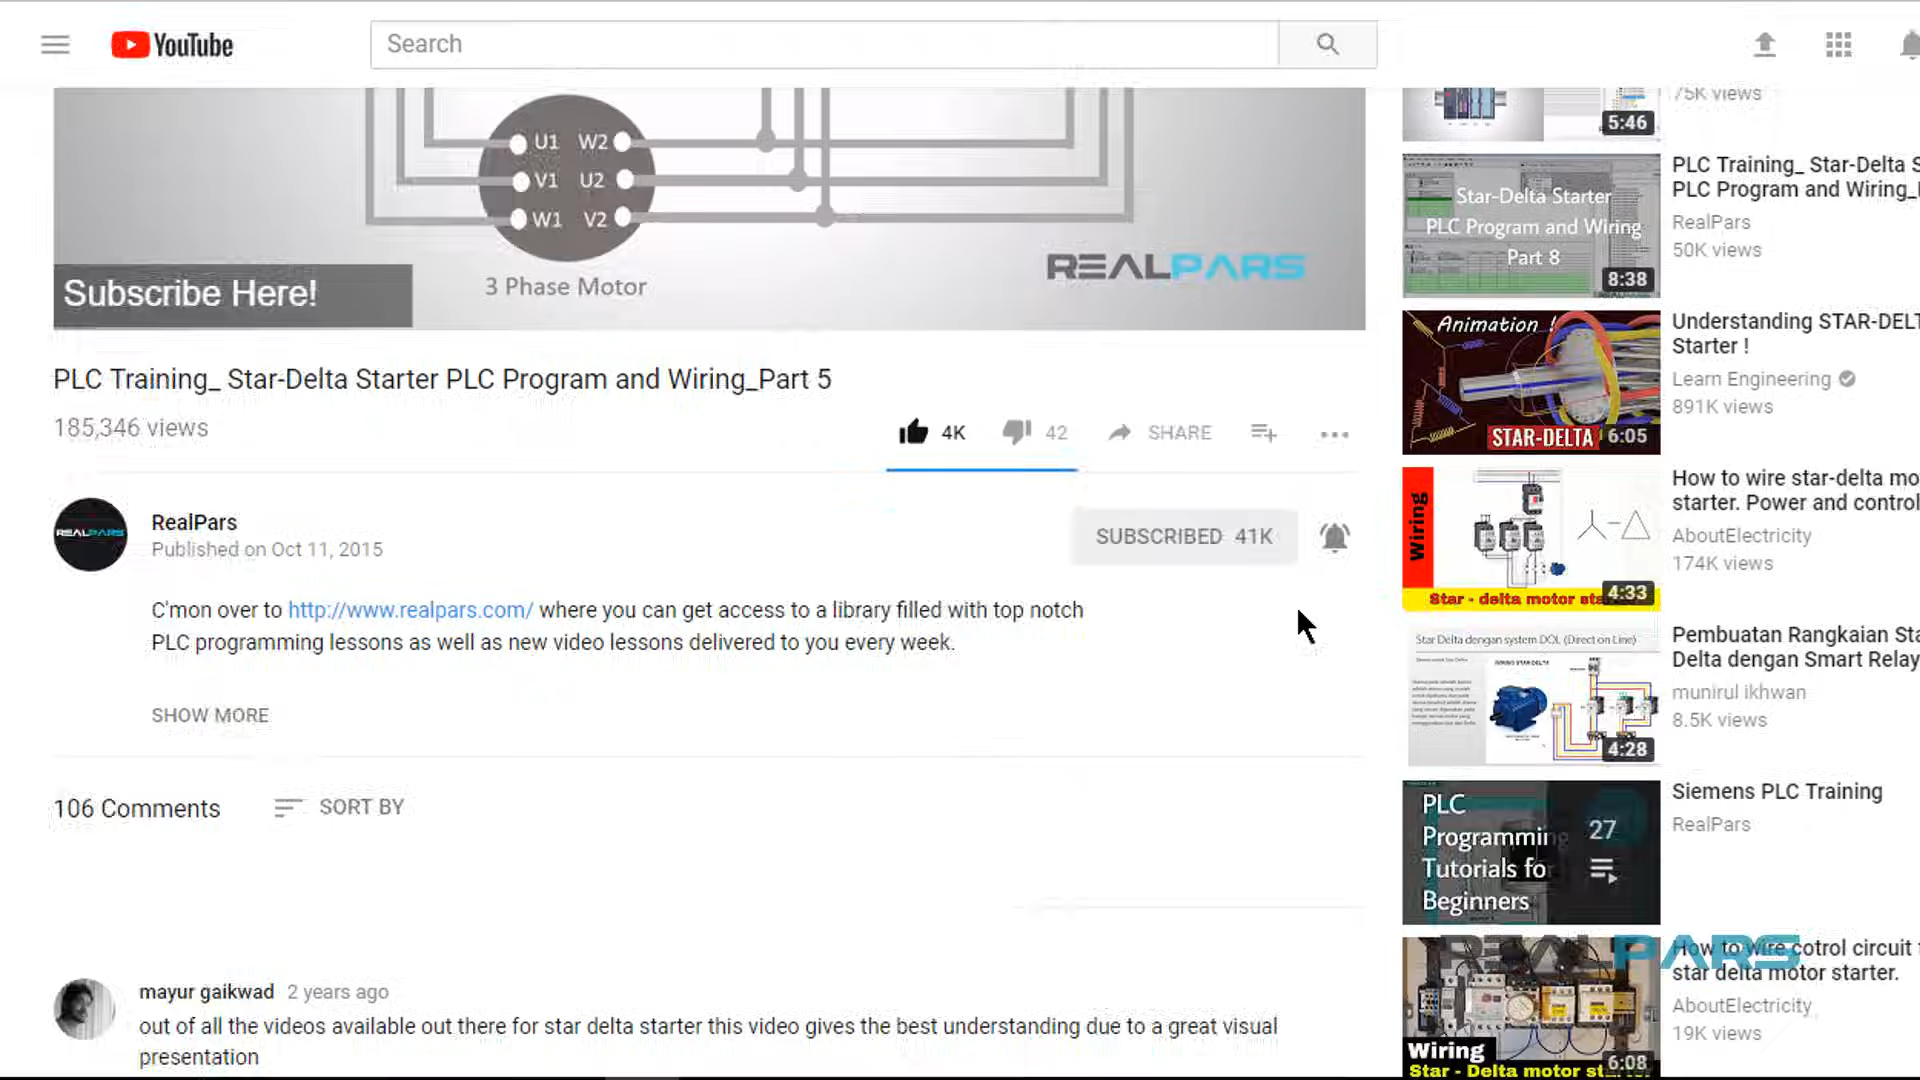 YouTube
Search
U1 W2
V1 U2
W1 V2
3 Phase Motor
REALPARS
Subscribe Here!
PLC Training_ Star-Delta Starter PLC Program and Wiring_Part 5
185,346 views
4K
42
SHARE
RealPars
Published on Oct 11, 2015
REALPARS
SUBSCRIBED 41K
C'mon over to http://www.realpars.com/ where you can get access to a library filled with top notch
PLC programming lessons as well as new video lessons delivered to you every week.
SHOW MORE
106 Comments
SORT BY
mayur gaikwad 2 years ago
out of all the videos available out there for star delta starter this video gives the best understanding due to a great visual
presentation
75K views
5:46
Star-Delta Starter
PLC Program and Wiring
Part 8
8:38
PLC Training_ Star-Delta S
PLC Program and Wiring_
RealPars
50K views
Animation !
STAR-DELTA
6:05
Understanding STAR-DELT
Starter !
Learn Engineering
891K views
Wiring
Star - delta motor sta
4:33
How to wire star-delta mo
starter. Power and control
AboutElectricity
174K views
Star Delta dengan system DOL (Direct on Line)
4:28
Pembuatan Rangkaian Sta
Delta dengan Smart Relay
munirul ikhwan
8.5K views
PLC
Programmin
Tutorials fo
Beginners
27
Siemens PLC Training
RealPars
REALPARS
Wiring
Star - Delta motor st
6:08
How to wire cotrol circuit
star delta motor starter.
AboutElectricity
19K views